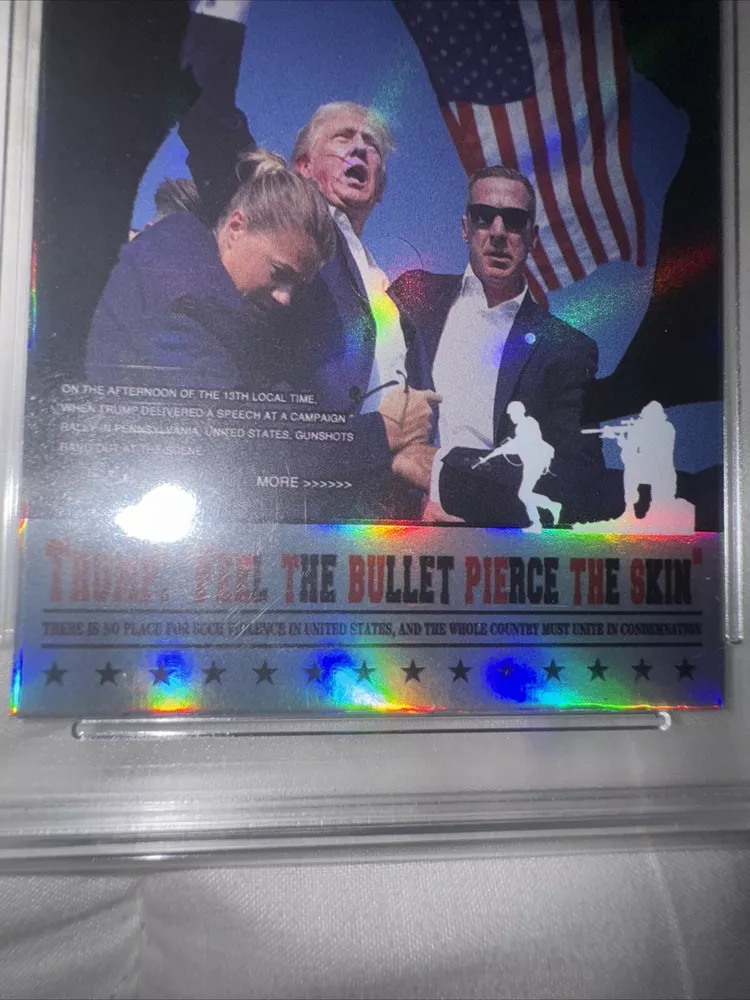 ON THE AFTERNOON OF THE 13TH LOCAL TIME,
WHEN TRUMP DELIVERED A SPEECH AT A CAMPAIGN
RALLY IN PENNSYLVANIA, UNITED STATES, GUNSHOTS
RANG OUT AT THE SCENE
MORE >>>>>>
TRUMP: "FEEL THE BULLET PIERCE THE SKIN"
THERE IS NO PLACE FOR SUCH VIOLENCE IN UNITED STATES, AND THE WHOLE COUNTRY MUST UNITE IN CONDEMNATION